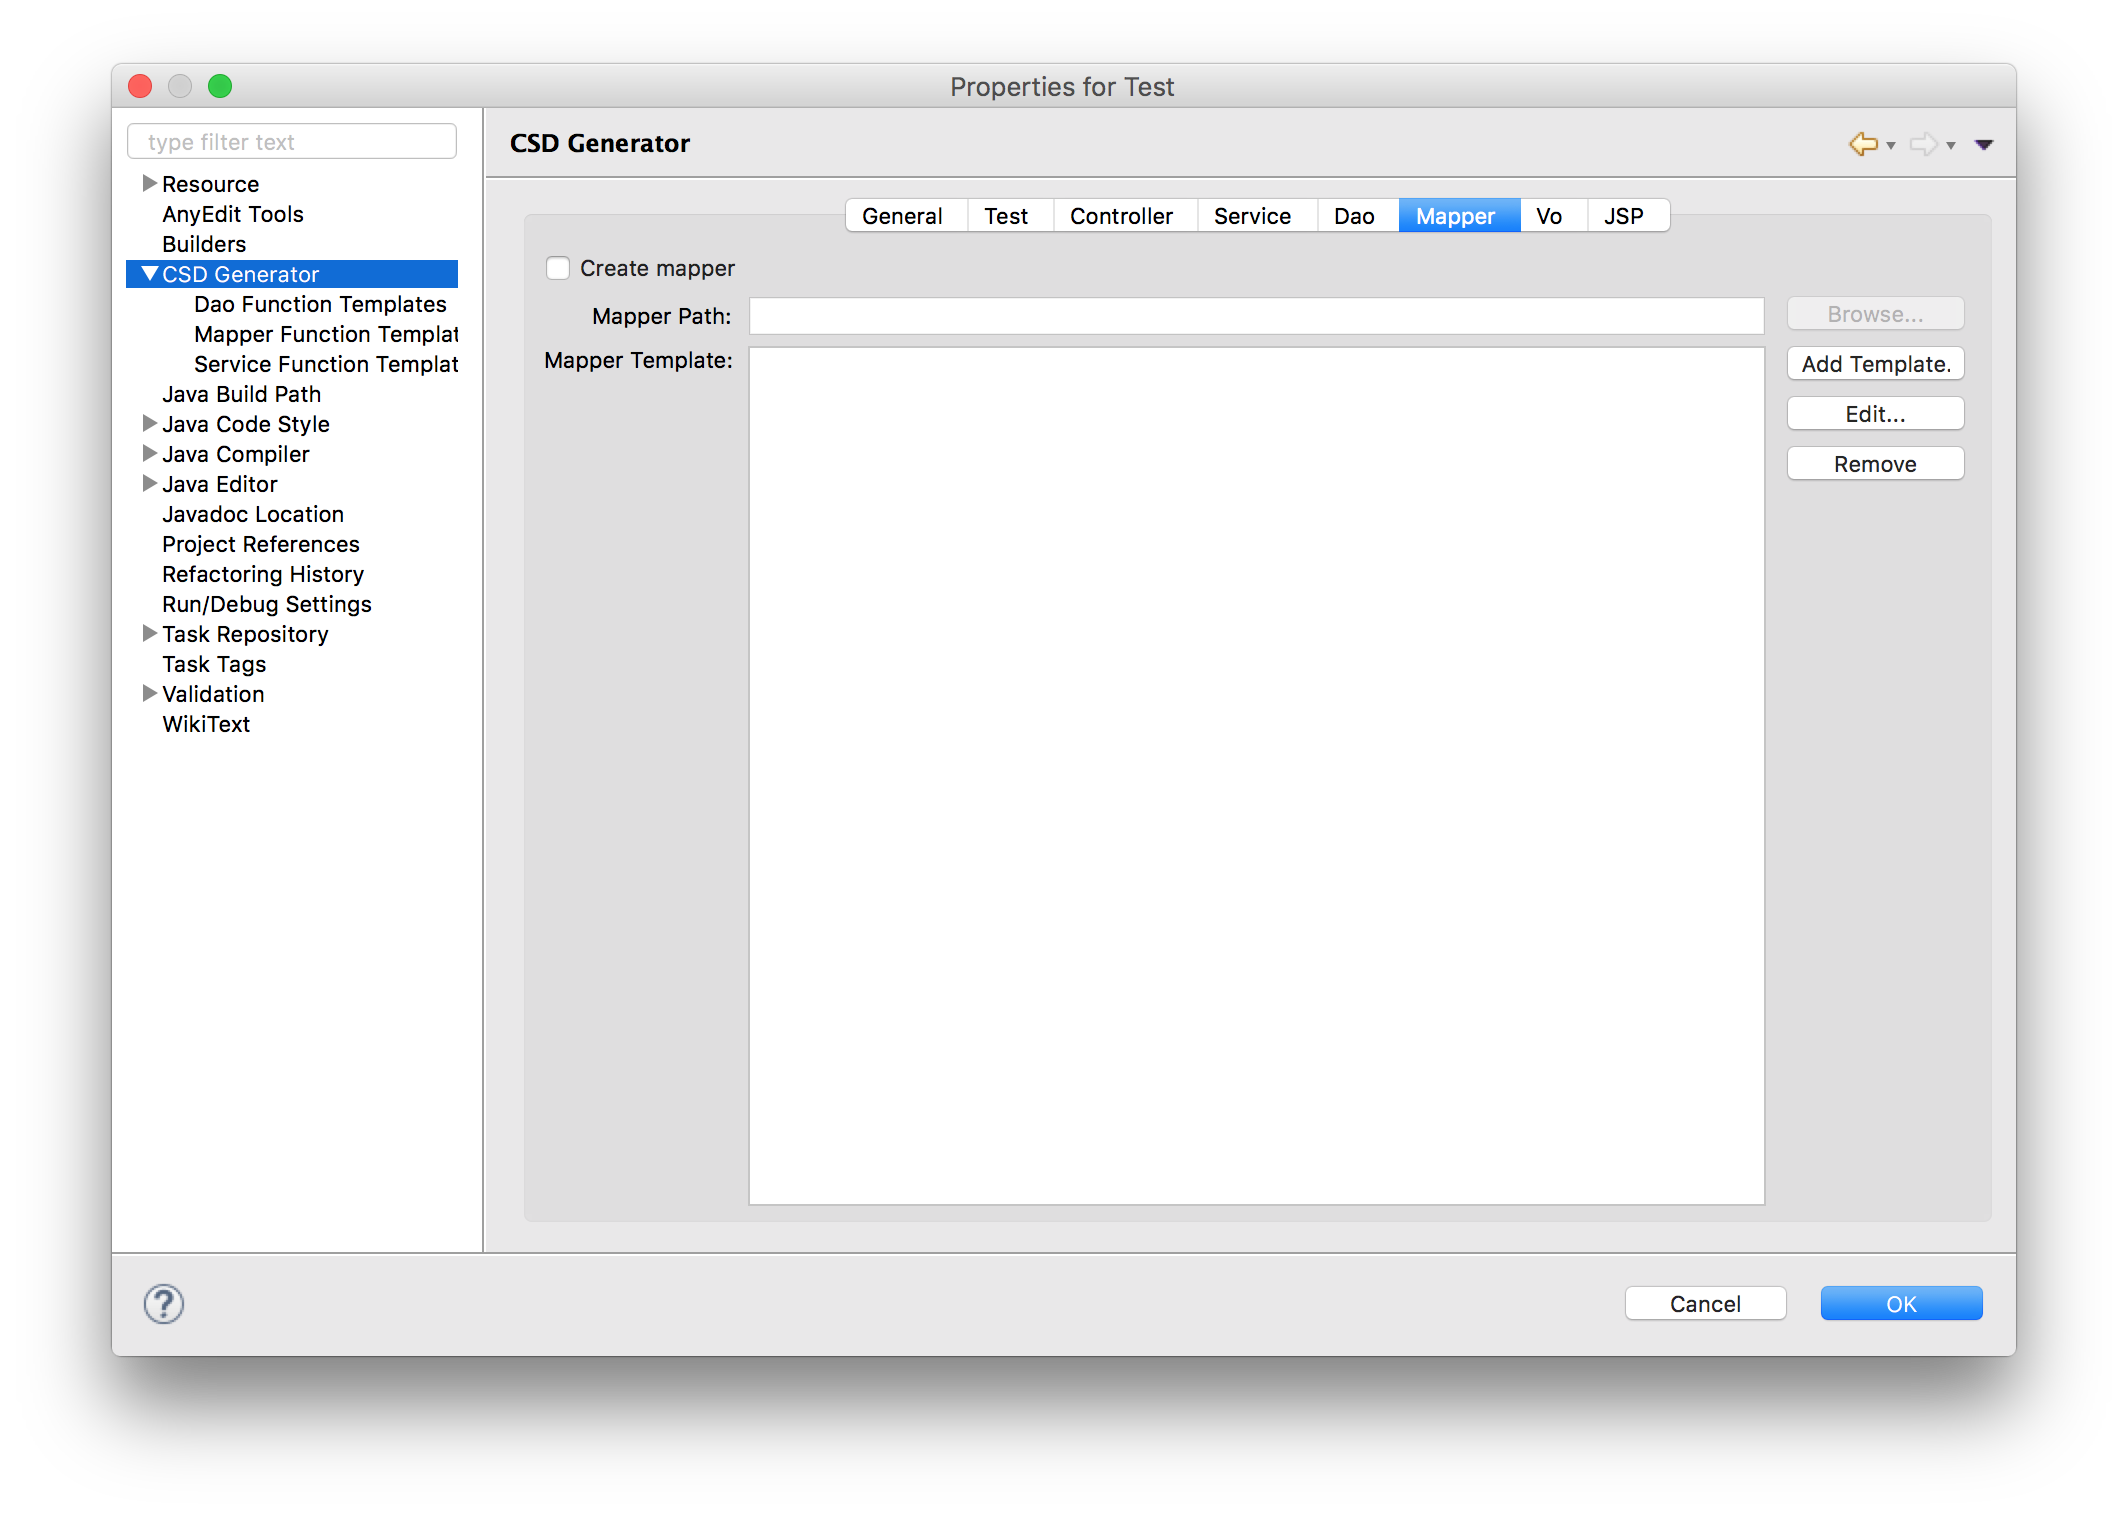 Properties for Test
type filter text
Resource
AnyEdit Tools
Builders
CSD Generator
Dao Function Templates
Mapper Function Templat
Service Function Templat
Java Build Path
Java Code Style
Java Compiler
Java Editor
Javadoc Location
Project References
Refactoring History
Run/Debug Settings
Task Repository
Task Tags
Validation
WikiText
CSD Generator
General Test Controller Service Dao Mapper Vo JSP
Create mapper
Mapper Path:
Browse...
Mapper Template:
Add Template.
Edit...
Remove
?
Cancel
OK